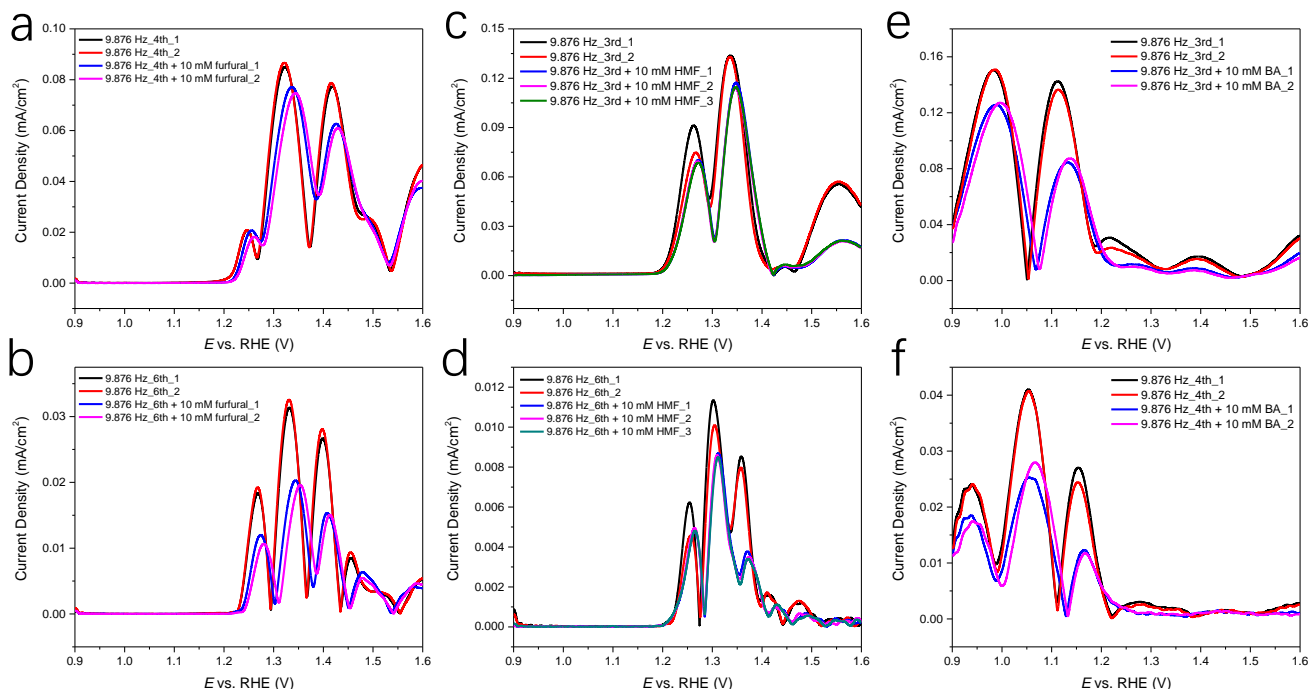 a
Current Density (mA/cm²)
0.10
0.08
0.06
0.04
0.02
0.00
9.876 Hz_4th_1
9.876 Hz_4th_2
9.876 Hz_4th + 10 mM furfural_1
9.876 Hz_4th + 10 mM furfural_2
0.9 1.0 1.1 1.2 1.3 1.4 1.5 1.6
E vs. RHE (V)
b
Current Density (mA/cm²)
0.03
0.02
0.01
0.00
9.876 Hz_6th_1
9.876 Hz_6th_2
9.876 Hz_6th + 10 mM furfural_1
9.876 Hz_6th + 10 mM furfural_2
0.9 1.0 1.1 1.2 1.3 1.4 1.5 1.6
E vs. RHE (V)
c
Current Density (mA/cm²)
0.15
0.12
0.09
0.06
0.03
0.00
9.876 Hz_3rd_1
9.876 Hz_3rd_2
9.876 Hz_3rd + 10 mM HMF_1
9.876 Hz_3rd + 10 mM HMF_2
9.876 Hz_3rd + 10 mM HMF_3
0.9 1.0 1.1 1.2 1.3 1.4 1.5 1.6
E vs. RHE (V)
d
Current Density (mA/cm²)
0.012
0.010
0.008
0.006
0.004
0.002
0.000
9.876 Hz_6th_1
9.876 Hz_6th_2
9.876 Hz_6th + 10 mM HMF_1
9.876 Hz_6th + 10 mM HMF_2
9.876 Hz_6th + 10 mM HMF_3
0.9 1.0 1.1 1.2 1.3 1.4 1.5 1.6
E vs. RHE (V)
e
Current Density (mA/cm²)
0.16
0.12
0.08
0.04
0.00
9.876 Hz_3rd_1
9.876 Hz_3rd_2
9.876 Hz_3rd + 10 mM BA_1
9.876 Hz_3rd + 10 mM BA_2
0.9 1.0 1.1 1.2 1.3 1.4 1.5 1.6
E vs. RHE (V)
f
Current Density (mA/cm²)
0.04
0.03
0.02
0.01
0.00
9.876 Hz_4th_1
9.876 Hz_4th_2
9.876 Hz_4th + 10 mM BA_1
9.876 Hz_4th + 10 mM BA_2
0.9 1.0 1.1 1.2 1.3 1.4 1.5 1.6
E vs. RHE (V)